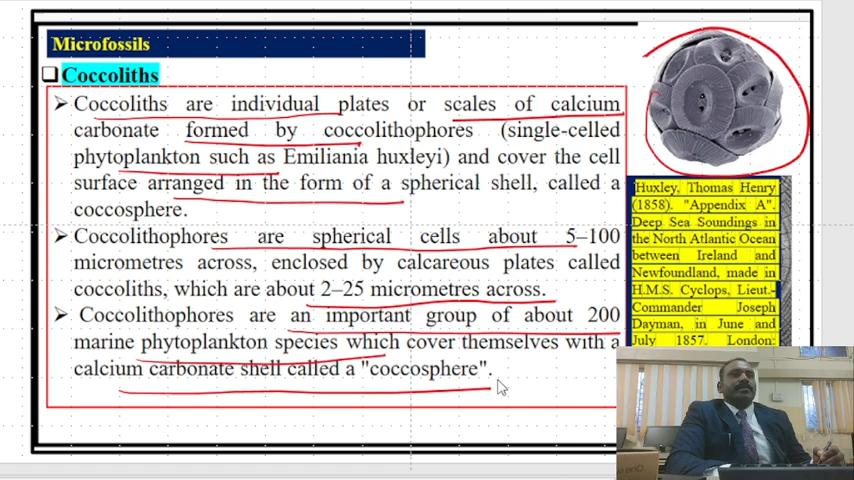 Microfossils
❑ Coccoliths
➢ Coccoliths are individual plates or scales of calcium
carbonate formed by coccolithophores (single-celled
phytoplankton such as Emiliania huxleyi) and cover the cell
surface arranged in the form of a spherical shell, called a
coccosphere.
➢ Coccolithophores are spherical cells about 5–100
micrometres across, enclosed by calcareous plates called
coccoliths, which are about 2–25 micrometres across.
➢ Coccolithophores are an important group of about 200
marine phytoplankton species which cover themselves with a
calcium carbonate shell called a "coccosphere".
Huxley, Thomas Henry
(1858). "Appendix A".
Deep Sea Soundings in
the North Atlantic Ocean
between Ireland and
Newfoundland, made in
H.M.S. Cyclops, Lieut.-
Commander Joseph
Dayman, in June and
July 1857. London: